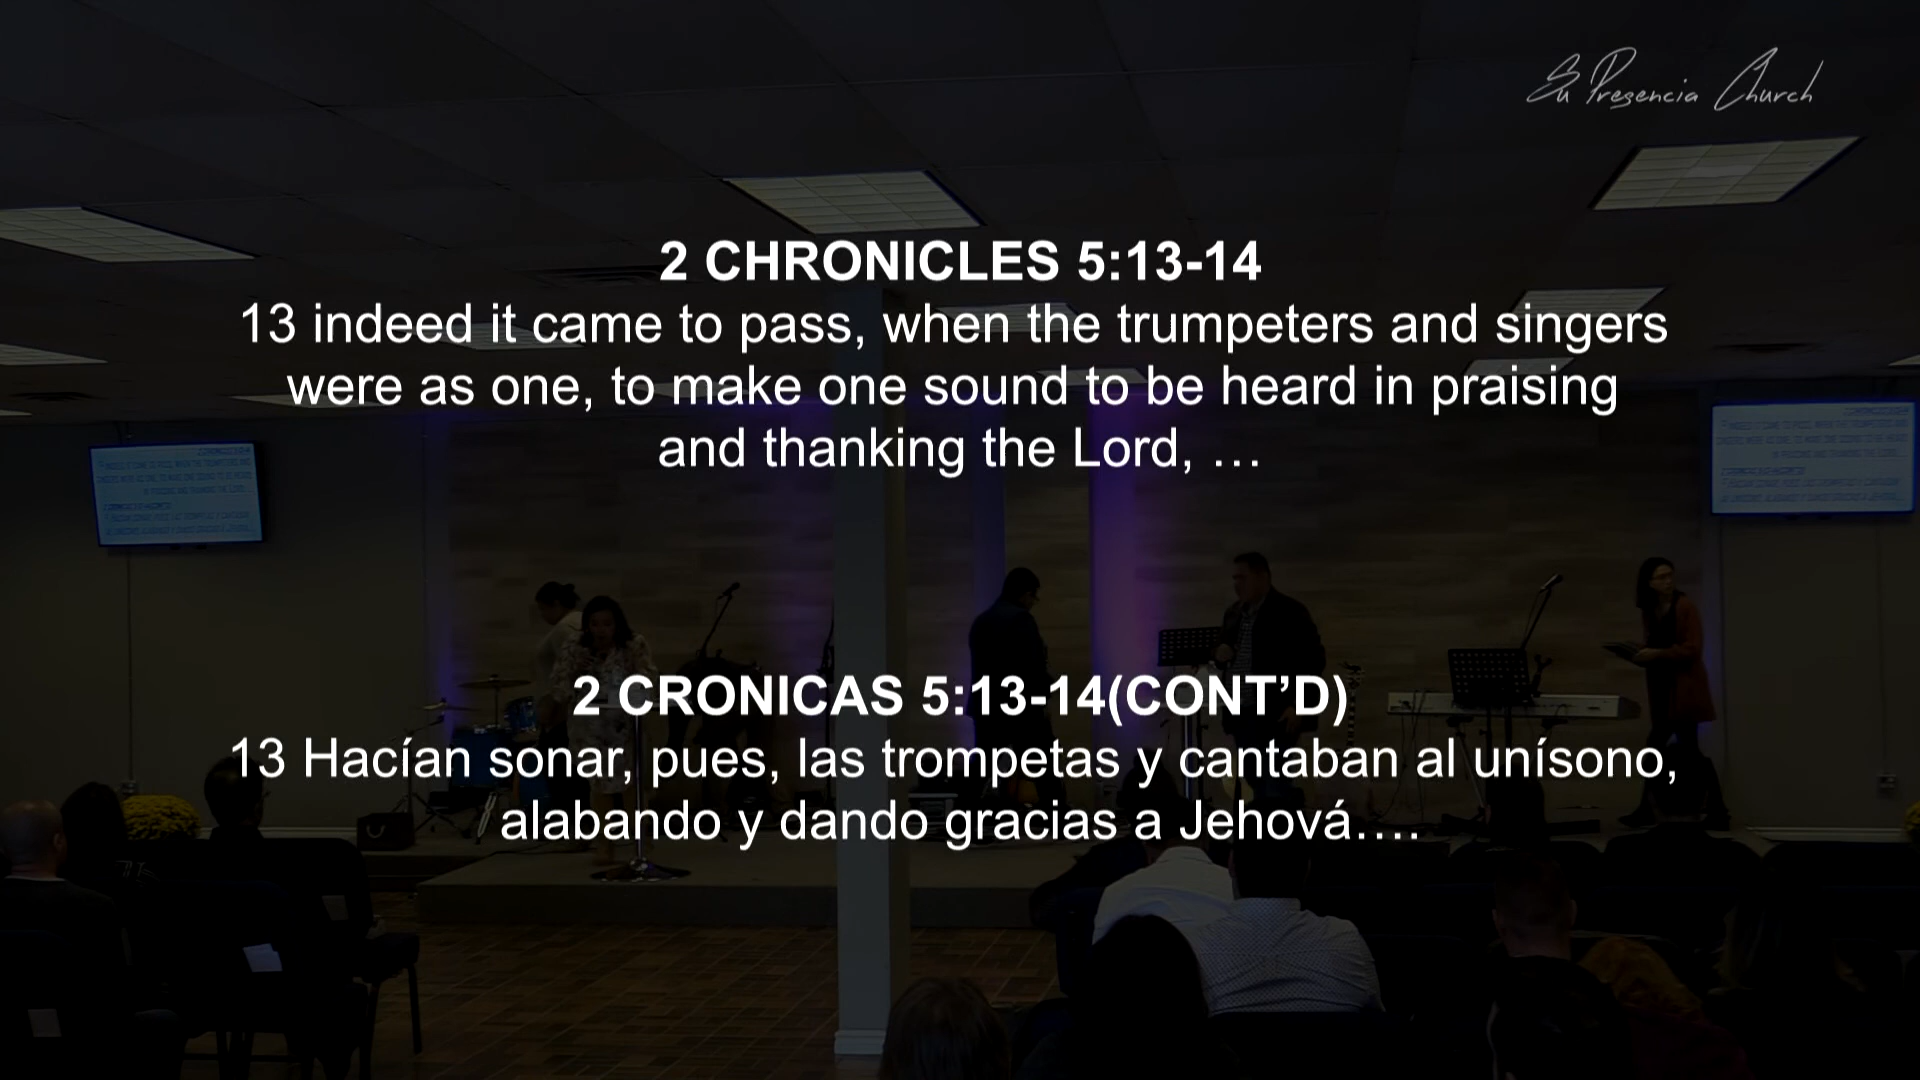 Su Presencia Church
2 CHRONICLES 5:13-14
13 indeed it came to pass, when the trumpeters and singers
were as one, to make one sound to be heard in praising
and thanking the Lord, …
2 CRONICAS 5:13-14(CONT’D)
13 Hacían sonar, pues, las trompetas y cantaban al unísono,
alabando y dando gracias a Jehová….